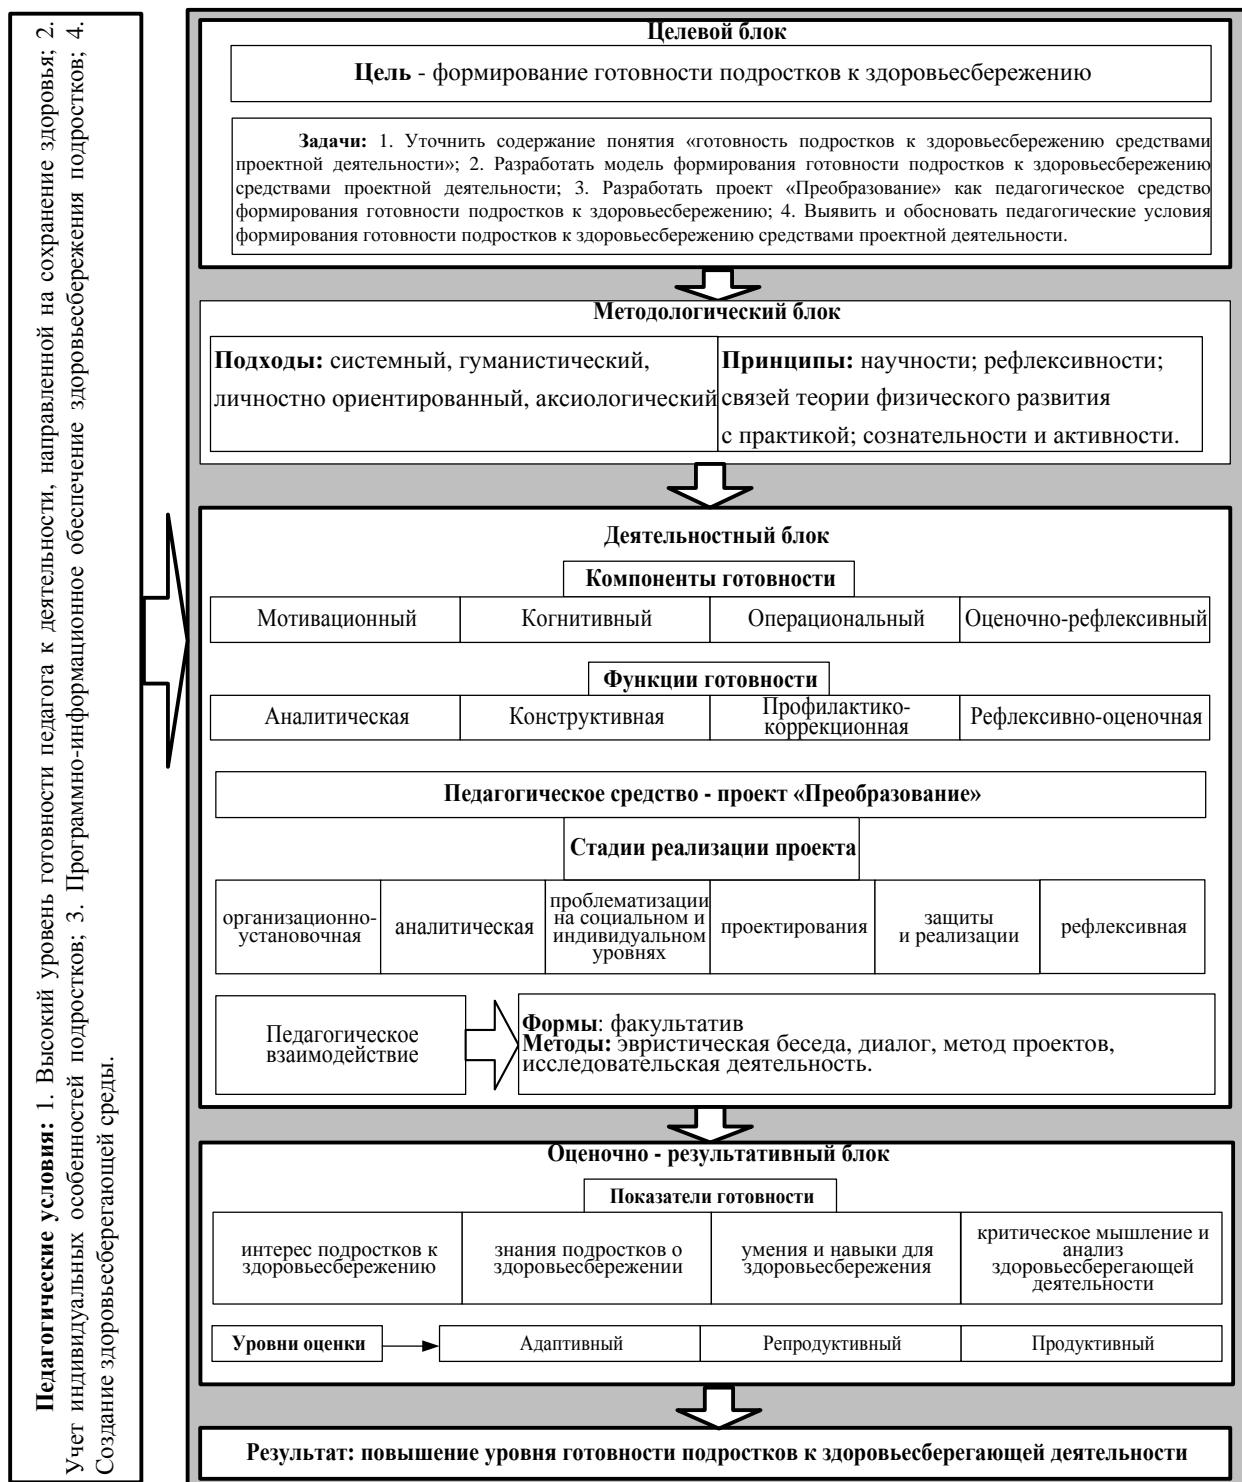 Педагогические условия: 1. Высокий уровень готовности педагога к деятельности, направленной на сохранение здоровья; 2.
Учет индивидуальных особенностей подростков; 3. Программно-информационное обеспечение здоровьесбережения подростков; 4.
Создание здоровьесберегающей среды.
Целевой блок
Цель - формирование готовности подростков к здоровьесбережению
Задачи: 1. Уточнить содержание понятия «готовность подростков к здоровьесбережению средствами
проектной деятельности»; 2. Разработать модель формирования готовности подростков к здоровьесбережению
средствами проектной деятельности; 3. Разработать проект «Преобразование» как педагогическое средство
формирования готовности подростков к здоровьесбережению; 4. Выявить и обосновать педагогические условия
формирования готовности подростков к здоровьесбережению средствами проектной деятельности.
Методологический блок
Подходы: системный, гуманистический,
личностно ориентированный, аксиологический
Принципы: научности; рефлексивности;
связей теории физического развития
с практикой; сознательности и активности.
Деятельностный блок
Компоненты готовности
Мотивационный
Когнитивный
Операциональный
Оценочно-рефлексивный
Функции готовности
Аналитическая
Конструктивная
Профилактико-
коррекционная
Рефлексивно-оценочная
Педагогическое средство - проект «Преобразование»
Стадии реализации проекта
организационно-
установочная
аналитическая
проблематизации
на социальном и
индивидуальном
уровнях
проектирования
защиты
и реализации
рефлексивная
Педагогическое
взаимодействие
Формы: факультатив
Методы: эвристическая беседа, диалог, метод проектов,
исследовательская деятельность.
Оценочно - результативный блок
Показатели готовности
интерес подростков к
здоровьесбережению
знания подростков о
здоровьесбережении
умения и навыки для
здоровьесбережения
критическое мышление и
анализ
здоровьесберегающей
деятельности
Уровни оценки
Адаптивный
Репродуктивный
Продуктивный
Результат: повышение уровня готовности подростков к здоровьесберегающей деятельности